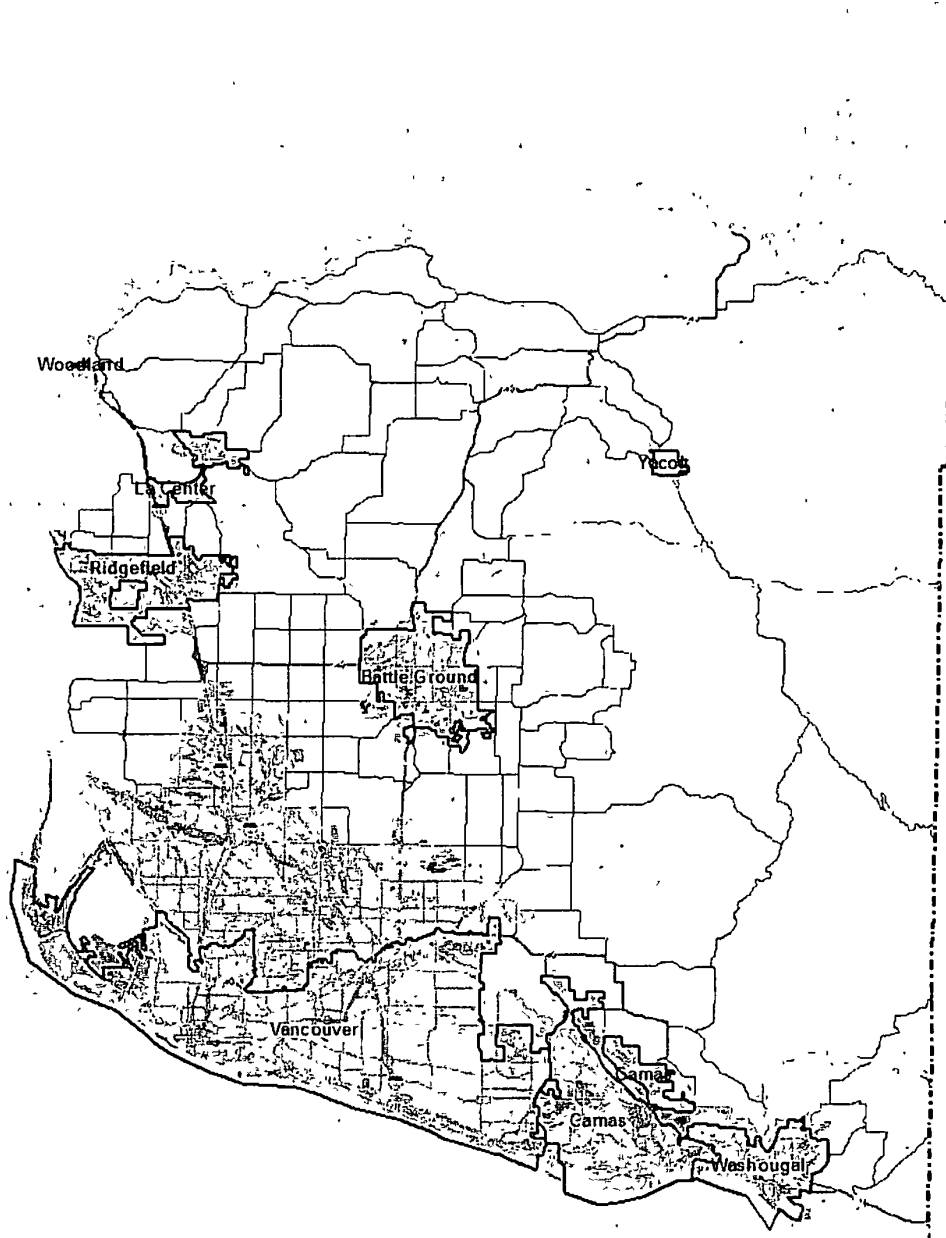 Woodland
Yacolt
La Center
Ridgefield
Battle Ground
Vancouver
Camas
Camas
Washougal